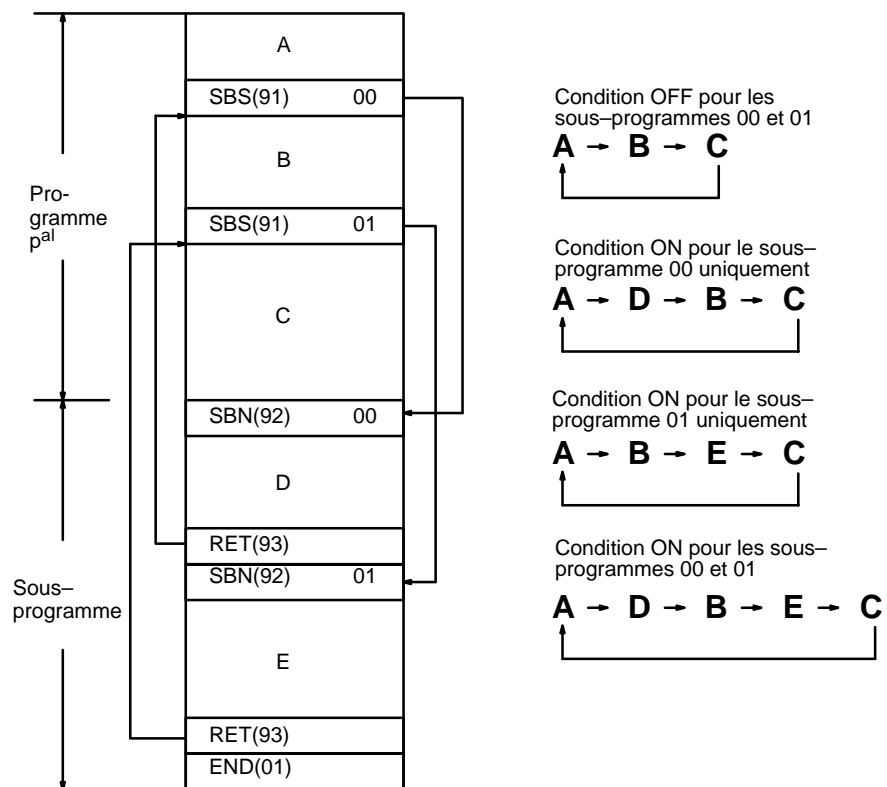 A
SBS(91) 00
B
SBS(91) 01
C
SBN(92) 00
D
RET(93)
SBN(92) 01
E
RET(93)
END(01)
Pro-
gramme
pal
Sous–
programme
Condition OFF pour les
sous–programmes 00 et 01
A → B → C
Condition ON pour le sous–
programme 00 uniquement
A → D → B → C
Condition ON pour le sous–
programme 01 uniquement
A → B → E → C
Condition ON pour les sous–
programmes 00 et 01
A → D → B → E → C